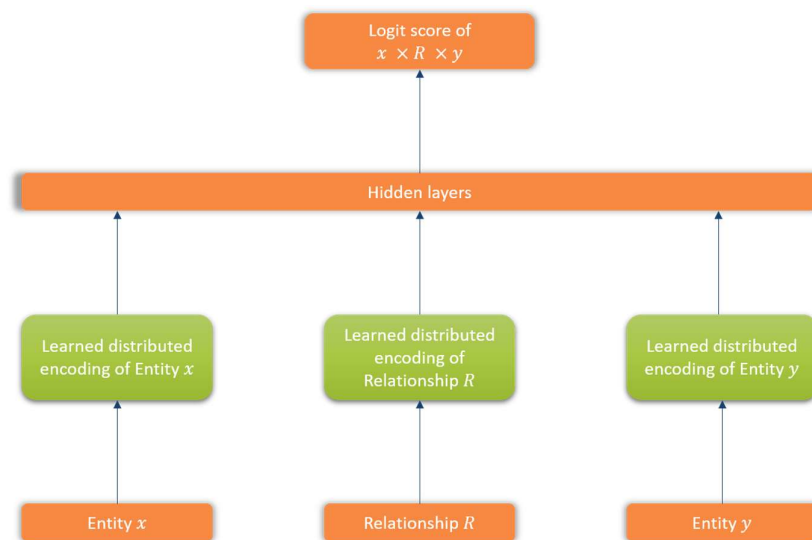 Logit score of
x × R × y
Hidden layers
Learned distributed
encoding of Entity x
Learned distributed
encoding of
Relationship R
Learned distributed
encoding of Entity y
Entity x
Relationship R
Entity y